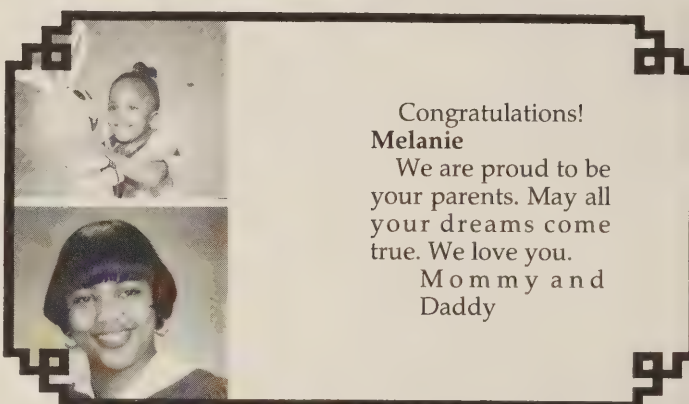 Congratulations!
Melanie
We are proud to be
your parents. May all
your dreams come
true. We love you.
Mommy and
Daddy